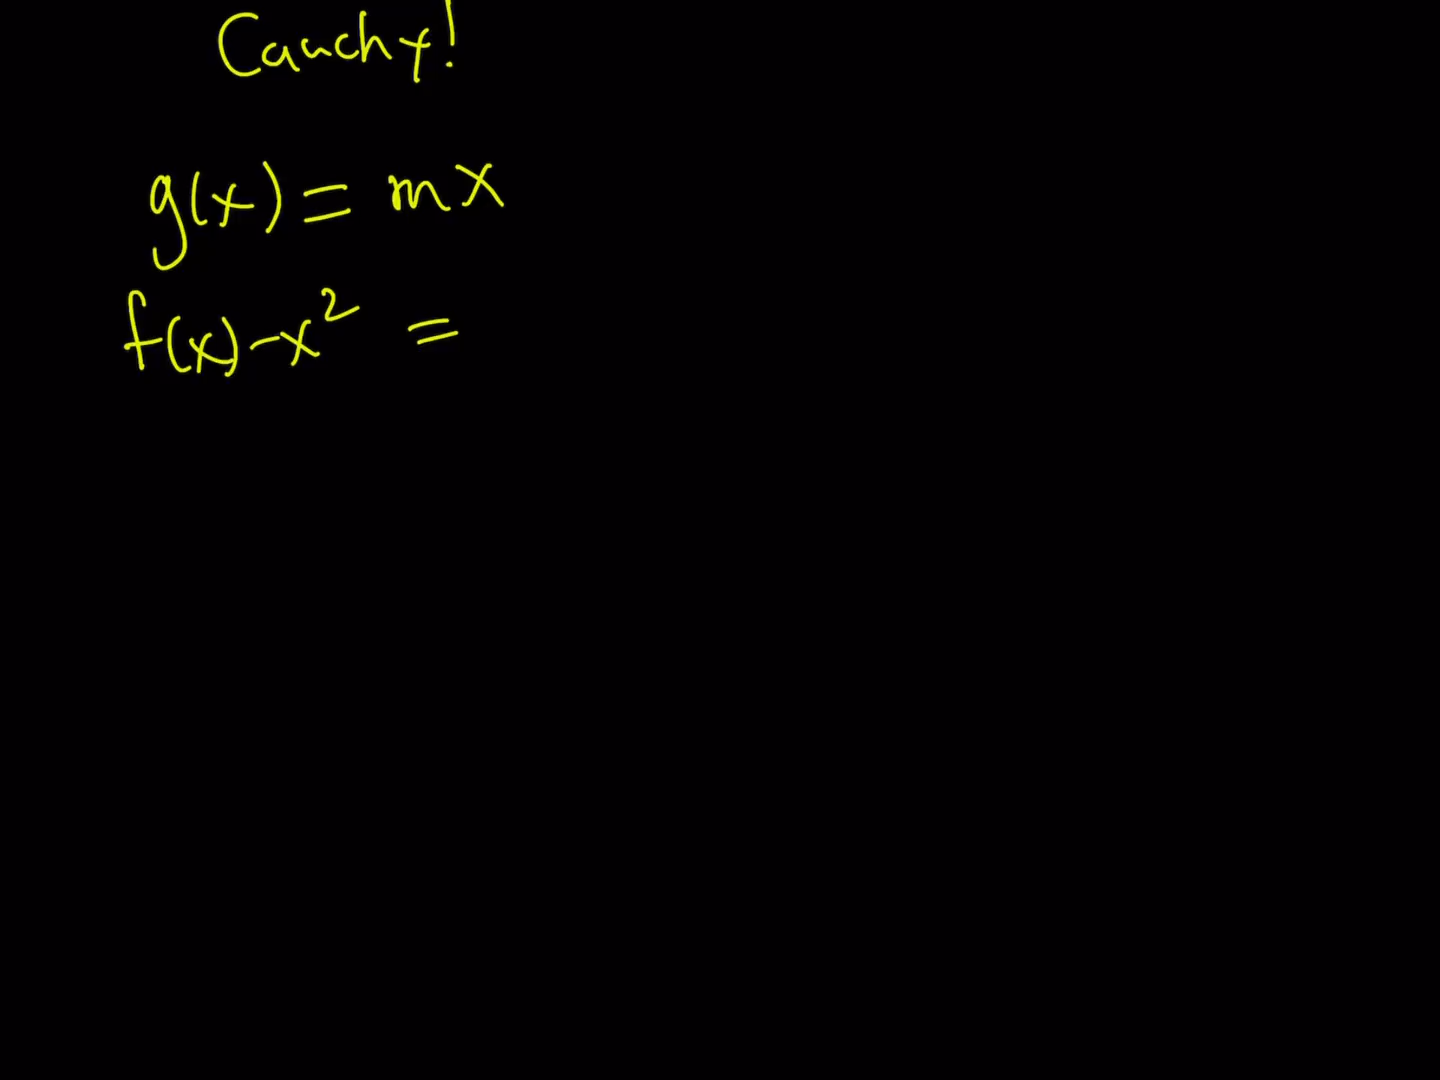 Cauchy!
g(x) = mx
f(x) - x² =